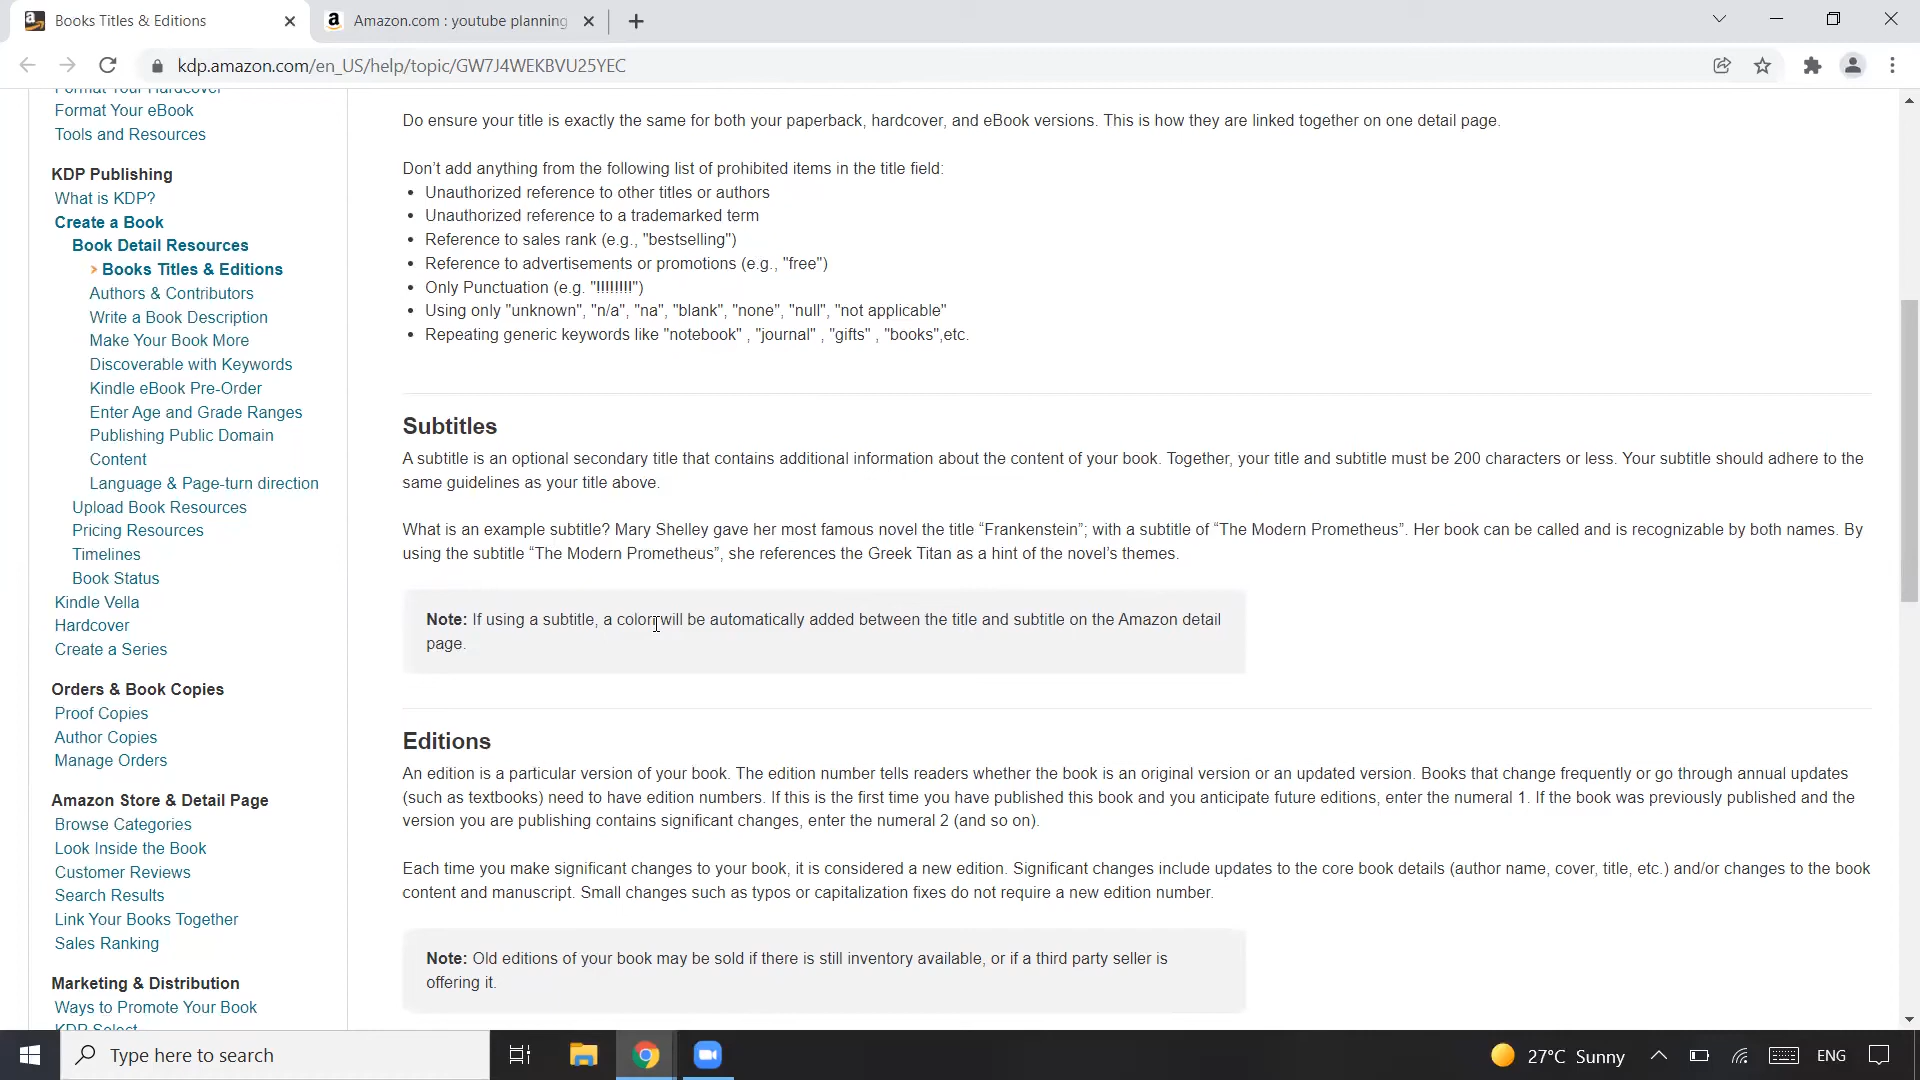 Books Titles & Editions
Amazon.com : youtube planning
kdp.amazon.com/en_US/help/topic/GW7J4WEKBVU25YEC
Format Your Hardcover
Format Your eBook
Tools and Resources
KDP Publishing
What is KDP?
Create a Book
Book Detail Resources
Books Titles & Editions
Authors & Contributors
Write a Book Description
Make Your Book More
Discoverable with Keywords
Kindle eBook Pre-Order
Enter Age and Grade Ranges
Publishing Public Domain
Content
Language & Page-turn direction
Upload Book Resources
Pricing Resources
Timelines
Book Status
Kindle Vella
Hardcover
Create a Series
Orders & Book Copies
Proof Copies
Author Copies
Manage Orders
Amazon Store & Detail Page
Browse Categories
Look Inside the Book
Customer Reviews
Search Results
Link Your Books Together
Sales Ranking
Marketing & Distribution
Ways to Promote Your Book
KDP Select
Do ensure your title is exactly the same for both your paperback, hardcover, and eBook versions. This is how they are linked together on one detail page.
Don’t add anything from the following list of prohibited items in the title field:
• Unauthorized reference to other titles or authors
• Unauthorized reference to a trademarked term
• Reference to sales rank (e.g., "bestselling")
• Reference to advertisements or promotions (e.g., "free")
• Only Punctuation (e.g. "!!!!!!!!")
• Using only "unknown", "n/a", "na", "blank", "none", "null", "not applicable"
• Repeating generic keywords like "notebook" , "journal" , "gifts" , "books",etc.
Subtitles
A subtitle is an optional secondary title that contains additional information about the content of your book. Together, your title and subtitle must be 200 characters or less. Your subtitle should adhere to the
same guidelines as your title above.
What is an example subtitle? Mary Shelley gave her most famous novel the title “Frankenstein”; with a subtitle of “The Modern Prometheus”. Her book can be called and is recognizable by both names. By
using the subtitle “The Modern Prometheus”, she references the Greek Titan as a hint of the novel’s themes.
Note: If using a subtitle, a colon will be automatically added between the title and subtitle on the Amazon detail
page.
Editions
An edition is a particular version of your book. The edition number tells readers whether the book is an original version or an updated version. Books that change frequently or go through annual updates
(such as textbooks) need to have edition numbers. If this is the first time you have published this book and you anticipate future editions, enter the numeral 1. If the book was previously published and the
version you are publishing contains significant changes, enter the numeral 2 (and so on).
Each time you make significant changes to your book, it is considered a new edition. Significant changes include updates to the core book details (author name, cover, title, etc.) and/or changes to the book
content and manuscript. Small changes such as typos or capitalization fixes do not require a new edition number.
Note: Old editions of your book may be sold if there is still inventory available, or if a third party seller is
offering it.
Type here to search
27°C Sunny
ENG